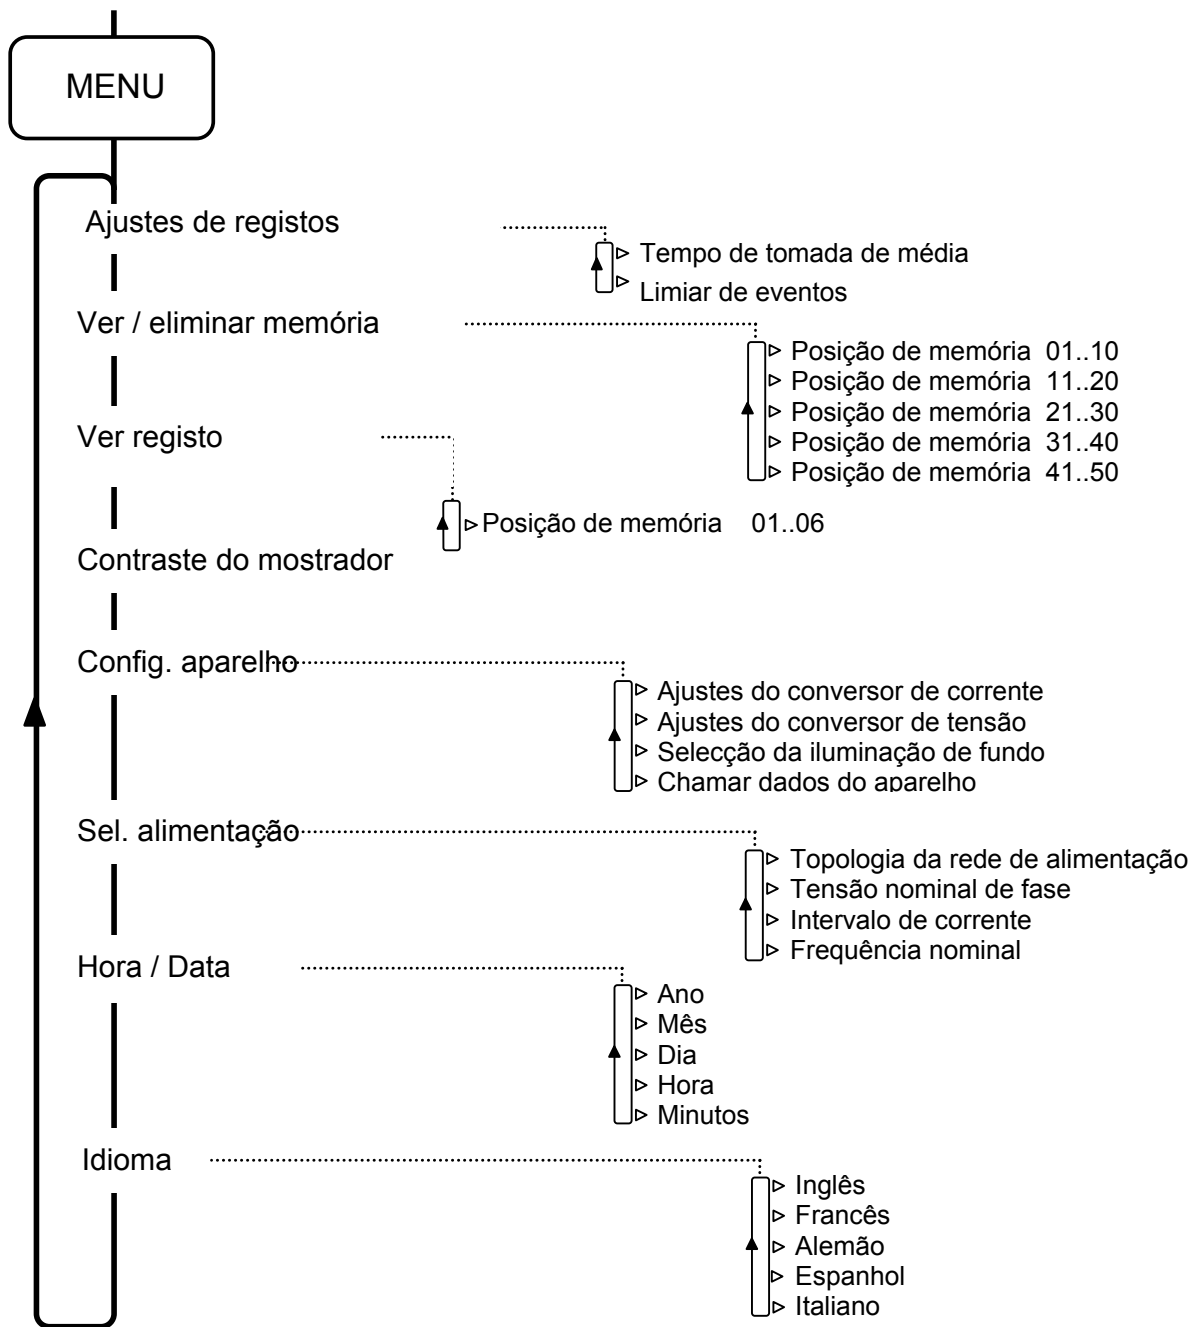 MENU
Ajustes de registos
Tempo de tomada de média
Limiar de eventos
Ver / eliminar memória
Posição de memória 01..10
Posição de memória 11..20
Posição de memória 21..30
Posição de memória 31..40
Posição de memória 41..50
Ver registo
Posição de memória 01..06
Contraste do mostrador
Config. aparelho
Ajustes do conversor de corrente
Ajustes do conversor de tensão
Selecção da iluminação de fundo
Chamar dados do aparelho
Sel. alimentação
Topologia da rede de alimentação
Tensão nominal de fase
Intervalo de corrente
Frequência nominal
Hora / Data
Ano
Mês
Dia
Hora
Minutos
Idioma
Inglês
Francês
Alemão
Espanhol
Italiano